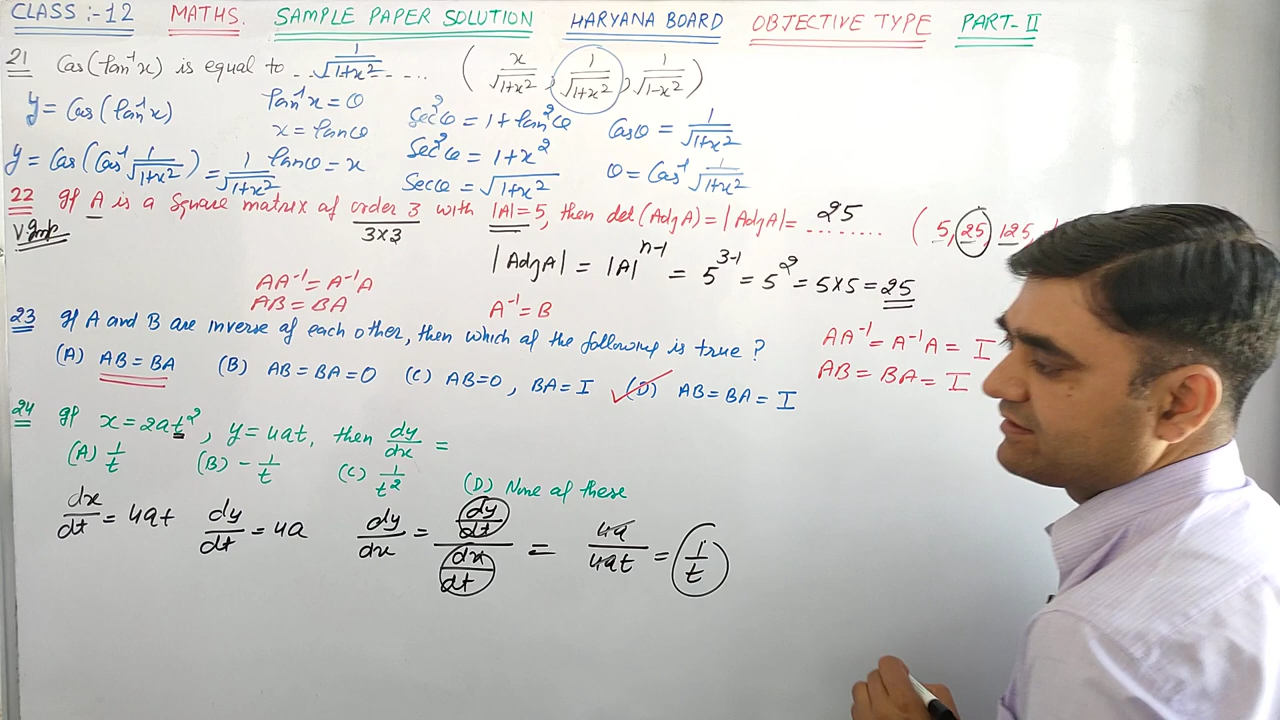 CLASS :- 12 MATHS. SAMPLE PAPER SOLUTION HARYANA BOARD OBJECTIVE TYPE PART- II
21 Cos(tan⁻¹x) is equal to ..1/√(1+x²)..... ( x/√(1+x²), 1/√(1+x²), 1/√(1-x²) )
y = Cos(tan⁻¹x) tan⁻¹x = θ Sec²θ = 1 + tan²θ Cosθ = 1/√(1+x²)
x = tanθ Sec²θ = 1+x² θ = Cos⁻¹ 1/√(1+x²)
y = Cos(Cos⁻¹ 1/√(1+x²)) = 1/√(1+x²) tanθ = x Secθ = √(1+x²)
22 If A is a Square matrix of order 3 with |A|=5, then det(AdjA) = |AdjA| = 25 ........ ( 5, 25, 125,
V. Imp 3×3
|AdjA| = |A|ⁿ⁻¹ = 5³⁻¹ = 5² = 5×5 = 25
AA⁻¹ = A⁻¹A
AB = BA A⁻¹ = B
23 If A and B are inverse of each other, then which of the following is true ? AA⁻¹ = A⁻¹A = I
(A) AB = BA (B) AB = BA = O (C) AB=O, BA = I (D) AB = BA = I AB = BA = I
24 If x = 2at², y = 4at, then dy/dx =
(A) 1/t (B) - 1/t (C) 1/t² (D) None of these
dx/dt = 4at dy/dt = 4a dy/dx = (dy/dt)/(dx/dt) = 4a/4at = 1/t